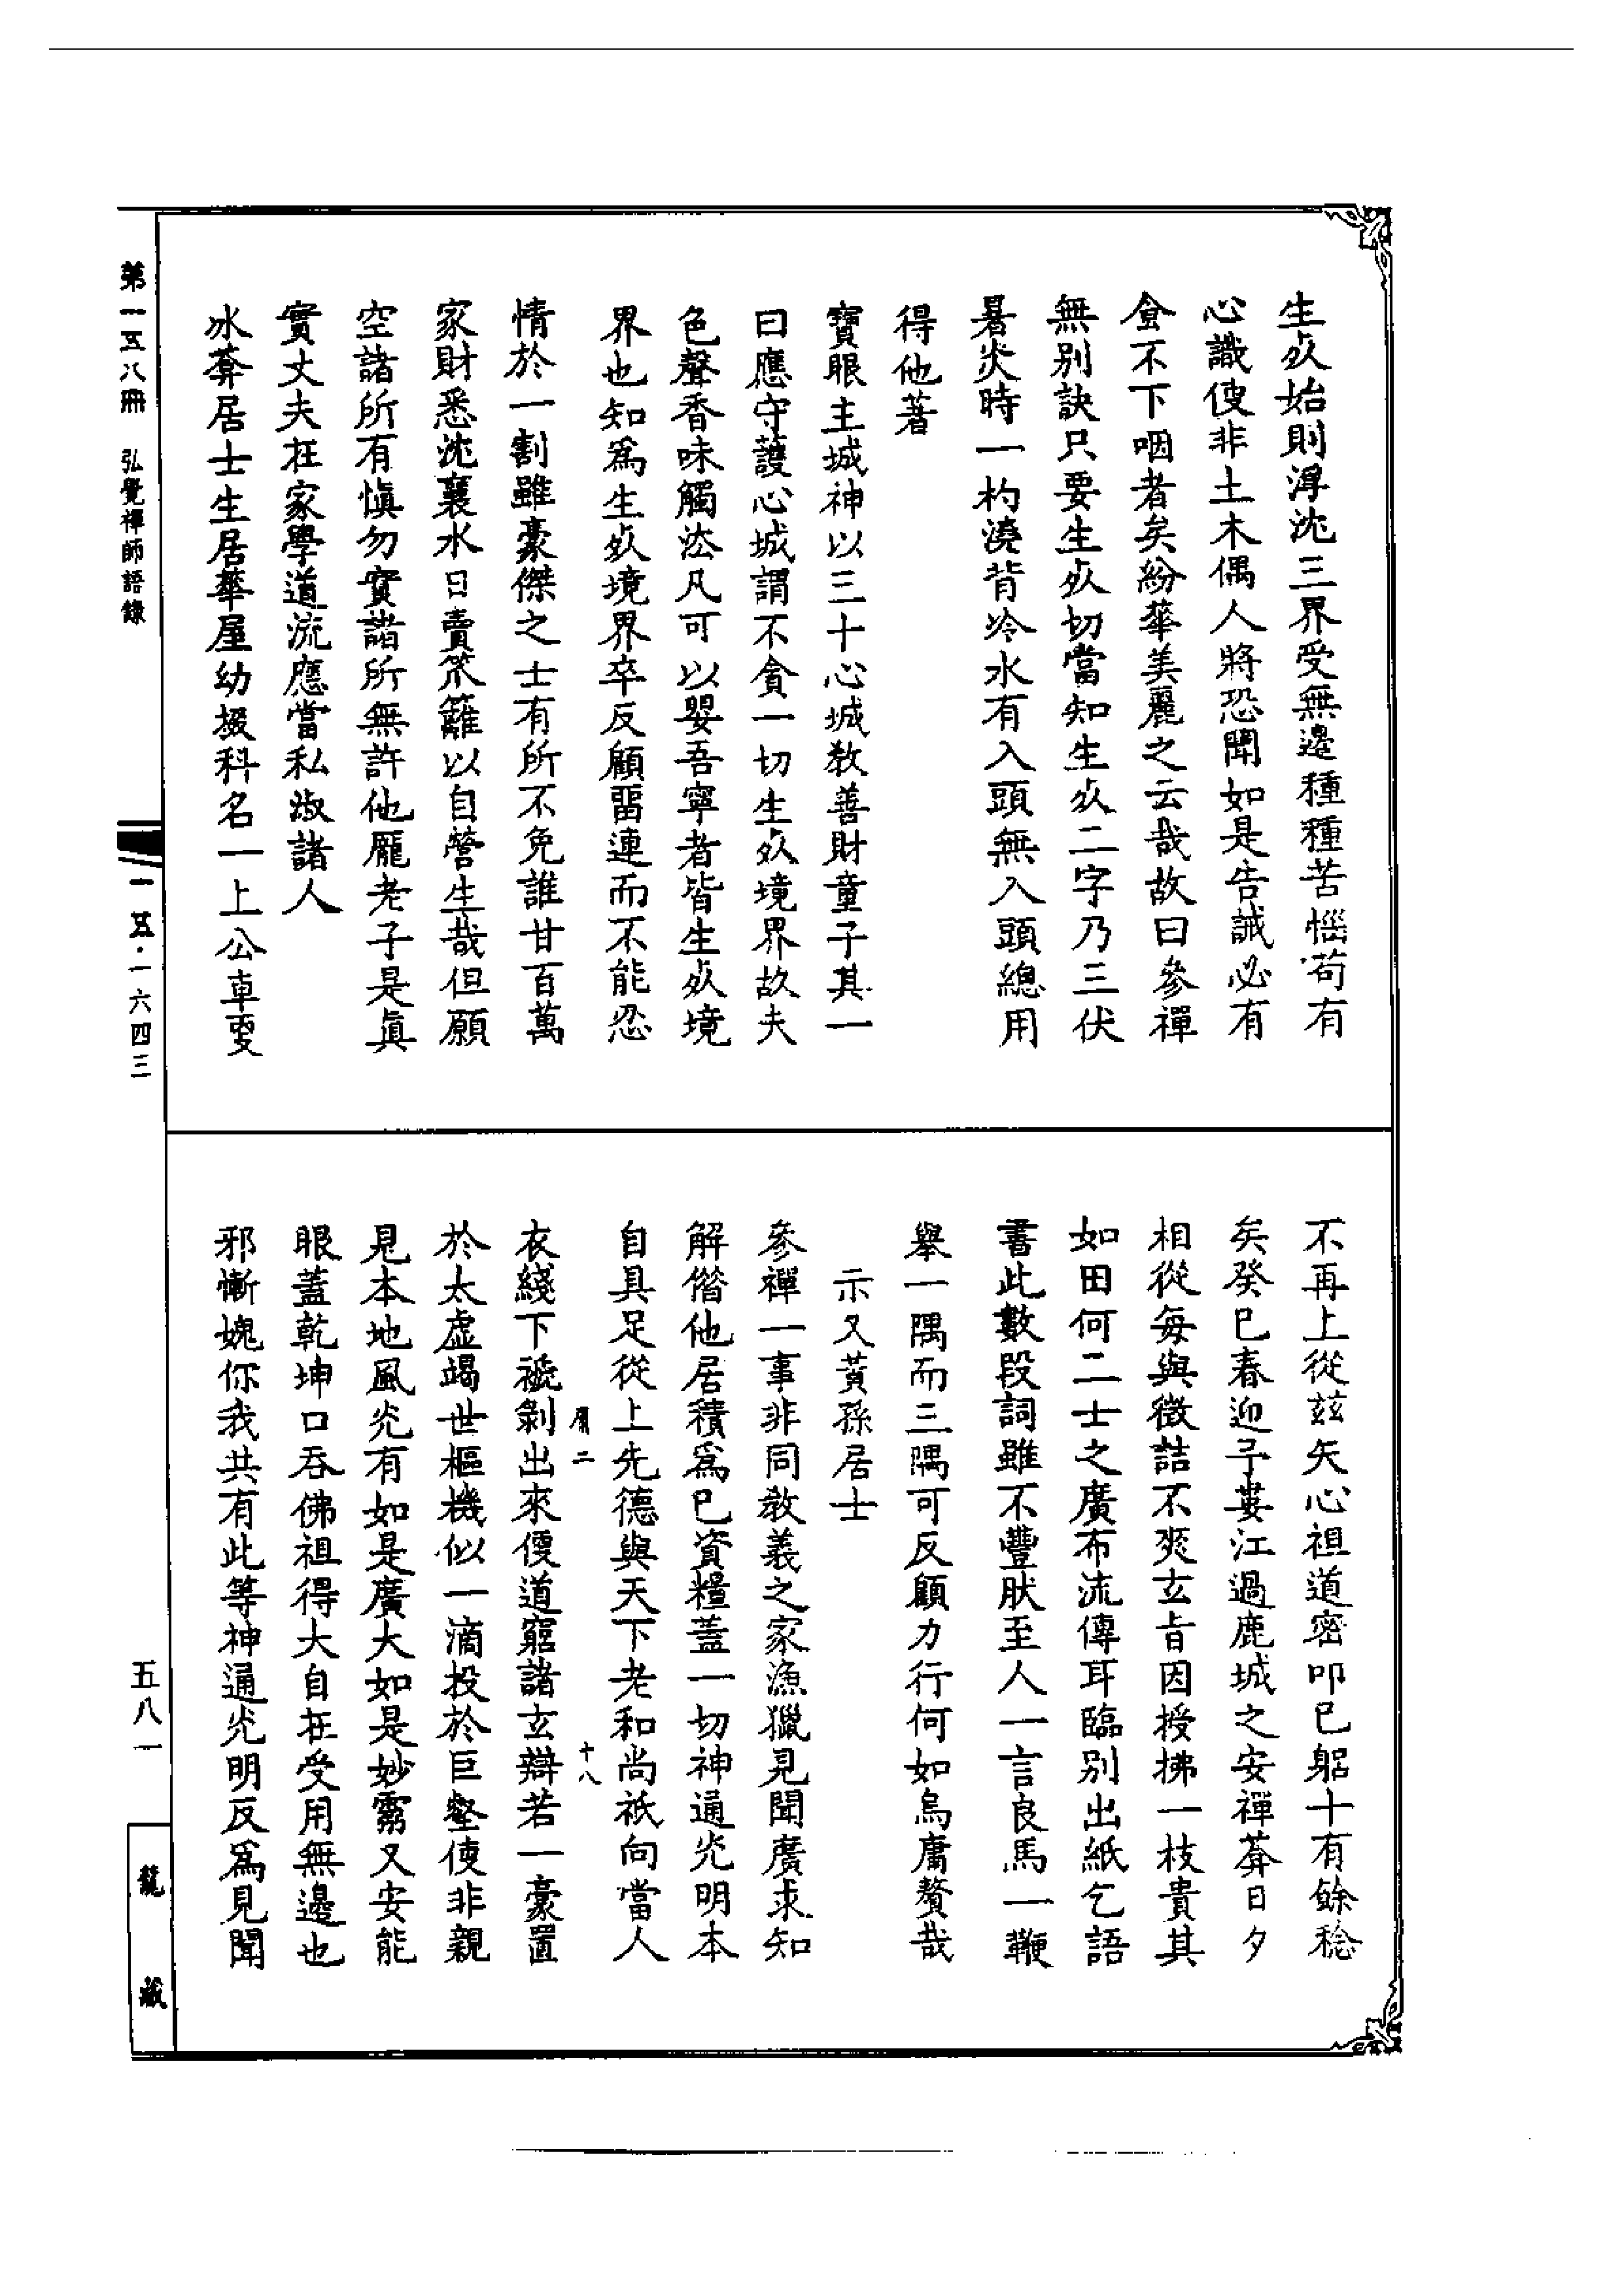 生死始則浮沈三界受無邊種種苦惱苟有
心識使非土木偶人將恐聞如是告誡必有
食不下咽者矣紛華美麗之云哉故曰參禪
無別訣只要生死切當知生死二字乃三伏
暑炎時一杓澆背冷水有入頭無入頭總用
得他著
寶眼主城神以三十心城教善財童子其一
曰應守護心城謂不貪一切生死境界故夫
色聲香味觸法凡可以嬰吾寧者皆生死境
界也知為生死境界卒反顧畱連而不能忍
情於一割雖豪傑之士有所不免誰甘百萬
家財悉沈襄水日賣笊籬以自營生哉但願
空諸所有慎勿實諸所無許他龐老子是真
實丈夫在家學道流應當私淑諸人
冰葊居士生居華屋幼掇科名一上公車更
不再上從茲矢心祖道密叩已躬十有餘稔
矣癸巳春迎予婁江過鹿城之安禪葊日夕
相從每與徵詰不爽玄旨因授拂一枝貴其
如田何二士之廣布流傳耳臨別出紙乞語
書此數段詞雖不豐肰至人一言良馬一鞭
舉一隅而三隅可反顧力行何如烏庸贅哉
示又黃孫居士
參禪一事非同教義之家漁獵見聞廣求知
解偕他居積為已資糧蓋一切神通光明本
自具足從上先德與天下老和尚祇向當人
膺二 十八
衣綫下褫剝出來便道窮諸玄辯若一豪置
於太虛竭世樞機似一滴投於巨壑使非親
見本地風光有如是廣大如是妙靈又安能
眼蓋乾坤口吞佛祖得大自在受用無邊也
邪慚媿你我共有此等神通光明反為見聞
第一五八冊 弘覺禪師語錄
一五·一六四三
五八一
龍藏